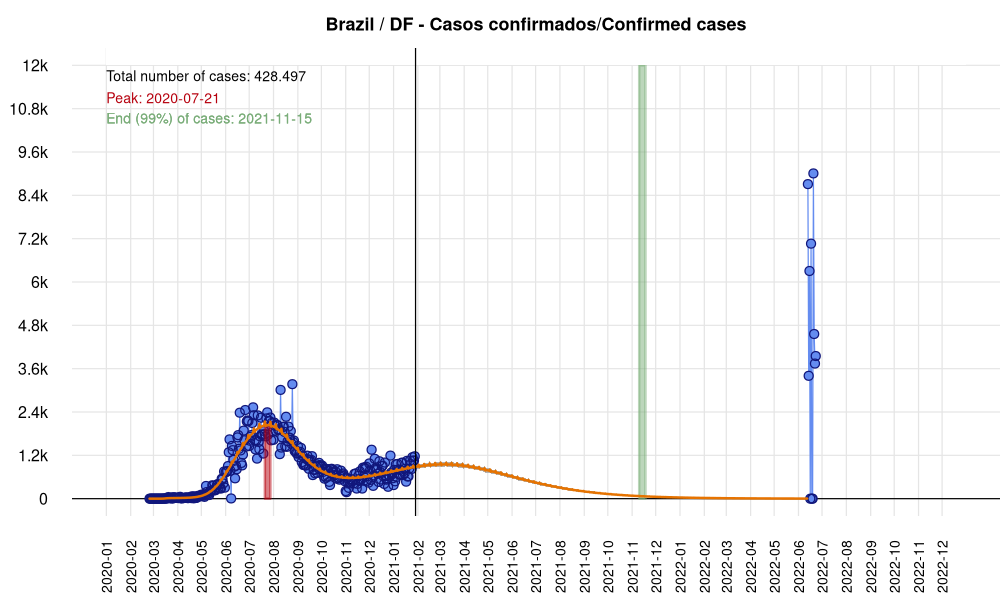 Brazil / DF - Casos confirmados/Confirmed cases
Total number of cases: 428.497
Peak: 2020-07-21
End (99%) of cases: 2021-11-15
12k
10.8k
9.6k
8.4k
7.2k
6k
4.8k
3.6k
2.4k
1.2k
0
2020-01
2020-02
2020-03
2020-04
2020-05
2020-06
2020-07
2020-08
2020-09
2020-10
2020-11
2020-12
2021-01
2021-02
2021-03
2021-04
2021-05
2021-06
2021-07
2021-08
2021-09
2021-10
2021-11
2021-12
2022-01
2022-02
2022-03
2022-04
2022-05
2022-06
2022-07
2022-08
2022-09
2022-10
2022-11
2022-12